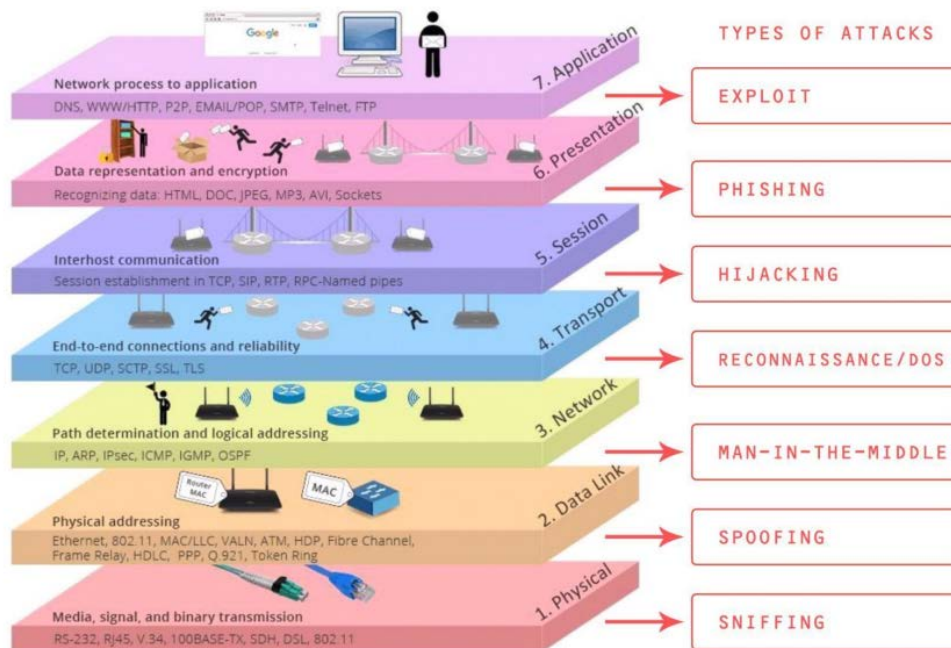 TYPES OF ATTACKS
Google
7. Application
Network process to application
DNS, WWW/HTTP, P2P, EMAIL/POP, SMTP, Telnet, FTP
EXPLOIT
6. Presentation
Data representation and encryption
Recognizing data: HTML, DOC, JPEG, MP3, AVI, Sockets
PHISHING
5. Session
Interhost communication
Session establishment in TCP, SIP, RTP, RPC-Named pipes
HIJACKING
4. Transport
End-to-end connections and reliability
TCP, UDP, SCTP, SSL, TLS
RECONNAISSANCE/DOS
3. Network
Path determination and logical addressing
IP, ARP, IPsec, ICMP, IGMP, OSPF
MAN-IN-THE-MIDDLE
Router
MAC
MAC
2. Data Link
Physical addressing
Ethernet, 802.11, MAC/LLC, VALN, ATM, HDP, Fibre Channel,
Frame Relay, HDLC, PPP, Q.921, Token Ring
SPOOFING
1. Physical
Media, signal, and binary transmission
RS-232, RJ45, V.34, 100BASE-TX, SDH, DSL, 802.11
SNIFFING